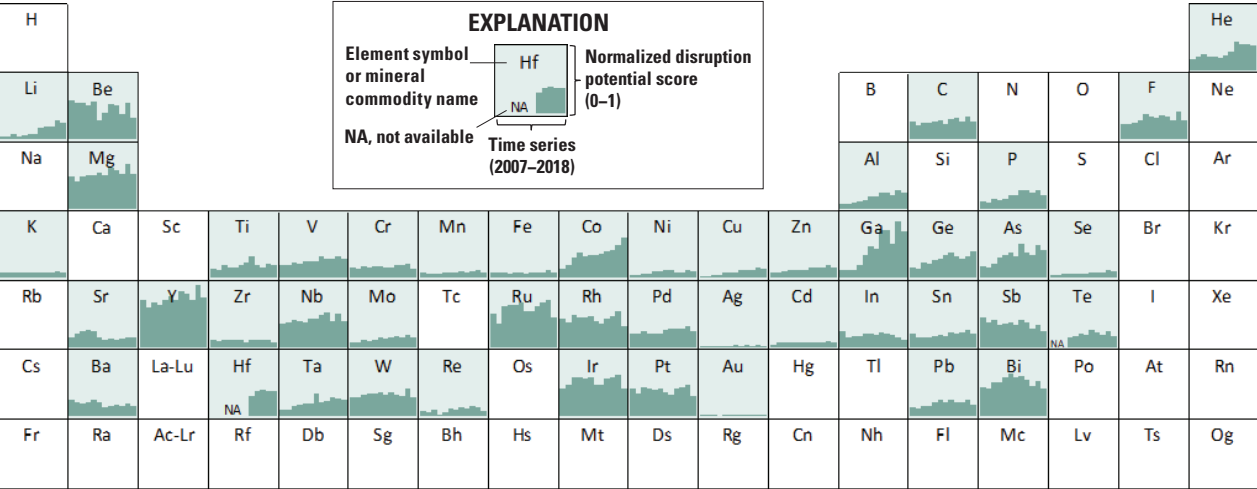 H
EXPLANATION
He
Element symbol
or mineral
commodity name
Hf
NA
Normalized disruption
potential score
(0–1)
NA, not available
Time series
(2007–2018)
Li Be B C N O F Ne
Na Mg Al Si P S Cl Ar
K Ca Sc Ti V Cr Mn Fe Co Ni Cu Zn Ga Ge As Se Br Kr
Rb Sr Y Zr Nb Mo Tc Ru Rh Pd Ag Cd In Sn Sb Te I Xe
NA
Cs Ba La-Lu Hf Ta W Re Os Ir Pt Au Hg Tl Pb Bi Po At Rn
NA
Fr Ra Ac-Lr Rf Db Sg Bh Hs Mt Ds Rg Cn Nh Fl Mc Lv Ts Og